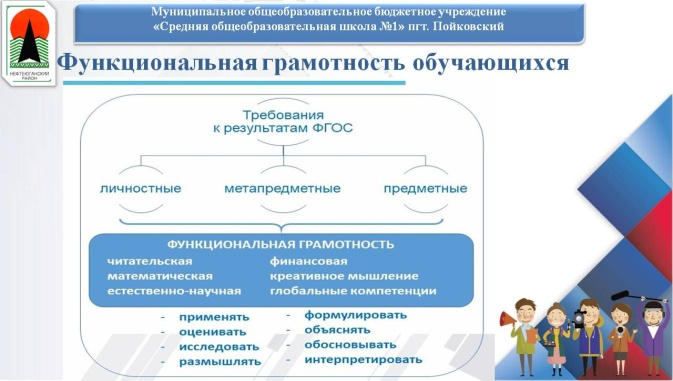 Муниципальное общеобразовательное бюджетное учреждение
«Средняя общеобразовательная школа №1» пгт. Пойковский
НЕФТЕЮГАНСКИЙ
РАЙОН
Функциональная грамотность обучающихся
Требования
к результатам ФГОС
личностные метапредметные предметные
ФУНКЦИОНАЛЬНАЯ ГРАМОТНОСТЬ
читательская финансовая
математическая креативное мышление
естественно-научная глобальные компетенции
- применять - формулировать
- оценивать - объяснять
- исследовать - обосновывать
- размышлять - интерпретировать